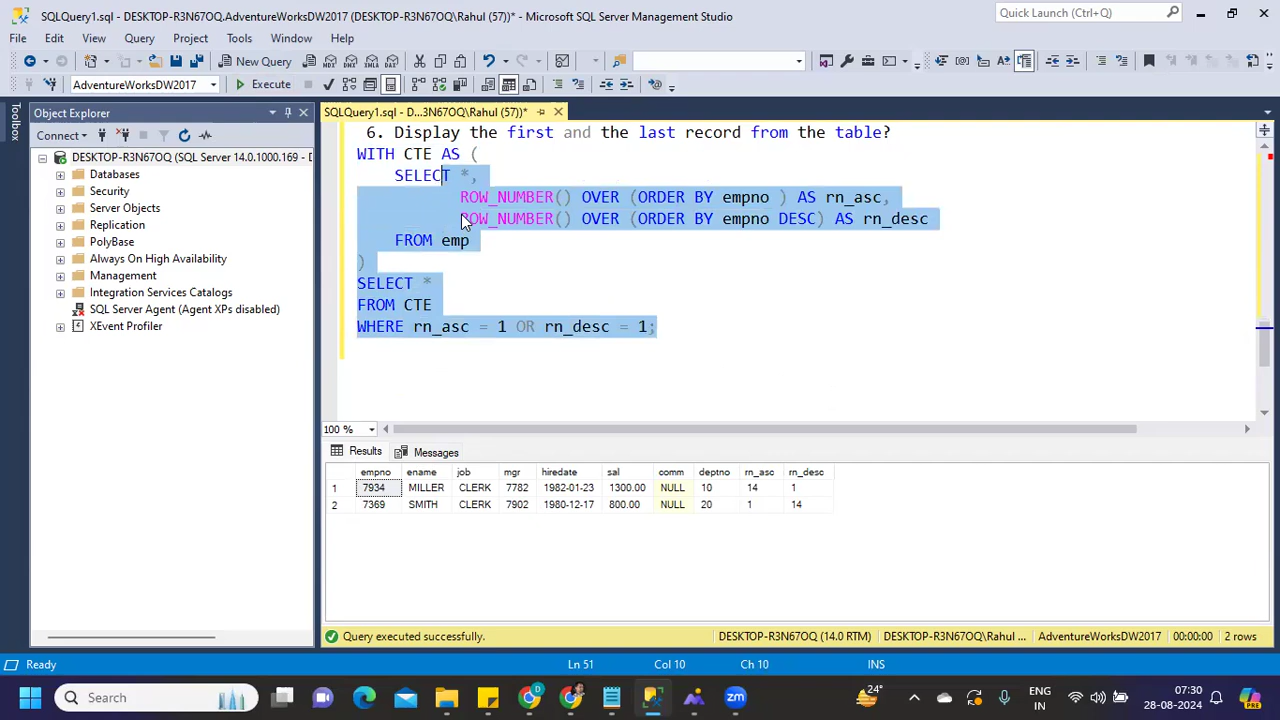 SQLQuery1.sql - DESKTOP-R3N67OQ.AdventureWorksDW2017 (DESKTOP-R3N67OQ\Rahul (57))* - Microsoft SQL Server Management Studio
Quick Launch (Ctrl+Q)
File Edit View Query Project Tools Window Help
New Query
AdventureWorksDW2017
Execute
Toolbox
Object Explorer
Connect
DESKTOP-R3N67OQ (SQL Server 14.0.1000.169 - D
Databases
Security
Server Objects
Replication
PolyBase
Always On High Availability
Management
Integration Services Catalogs
SQL Server Agent (Agent XPs disabled)
XEvent Profiler
SQLQuery1.sql - D...3N67OQ\Rahul (57))*
6. Display the first and the last record from the table?
WITH CTE AS (
SELECT *,
ROW_NUMBER() OVER (ORDER BY empno ) AS rn_asc,
ROW_NUMBER() OVER (ORDER BY empno DESC) AS rn_desc
FROM emp
)
SELECT *
FROM CTE
WHERE rn_asc = 1 OR rn_desc = 1;
100 %
Results Messages
empno ename job mgr hiredate sal comm deptno rn_asc rn_desc
1 7934 MILLER CLERK 7782 1982-01-23 1300.00 NULL 10 14 1
2 7369 SMITH CLERK 7902 1980-12-17 800.00 NULL 20 1 14
Query executed successfully.
DESKTOP-R3N67OQ (14.0 RTM) DESKTOP-R3N67OQ\Rahul ... AdventureWorksDW2017 00:00:00 2 rows
Ready
Ln 51 Col 10 Ch 10 INS
Search
zm
24°
ENG
IN
07:30
28-08-2024